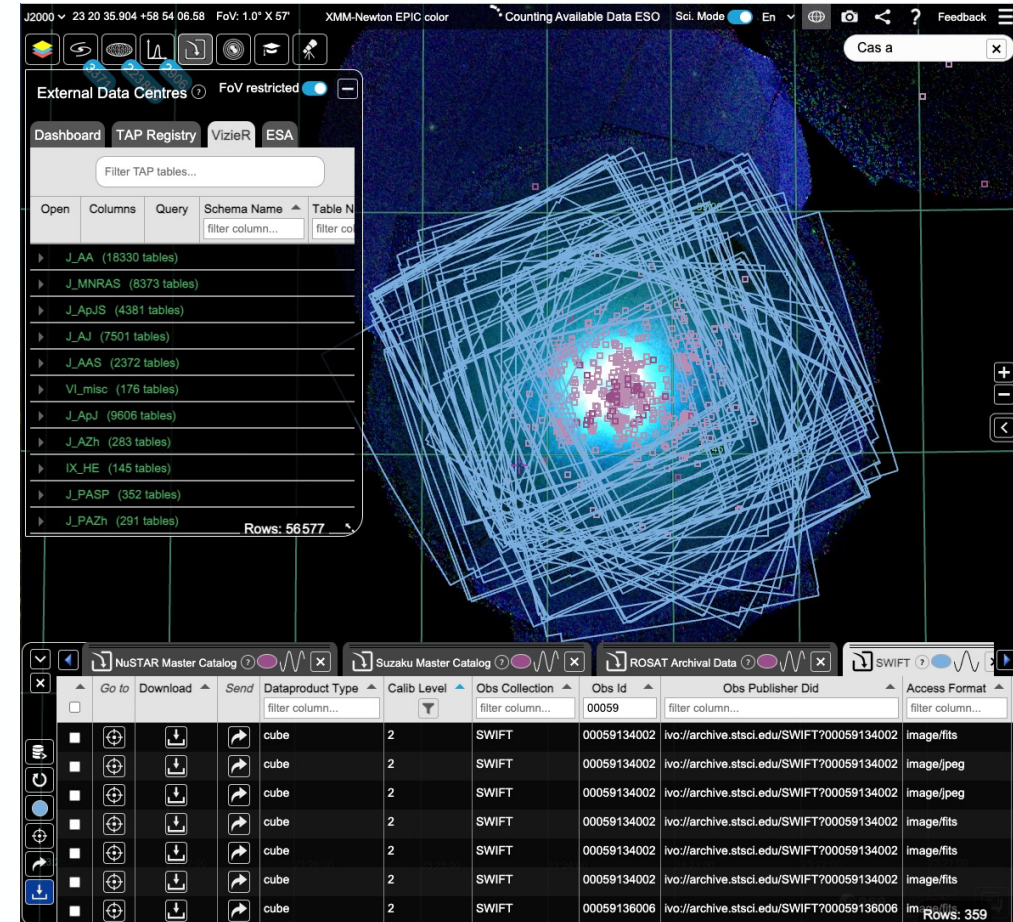 J2000 23 20 35.904 +58 54 06.58 FoV: 1.0° X 57' XMM-Newton EPIC color Counting Available Data ESO Sci. Mode En ? Feedback
Cas a
External Data Centres ? FoV restricted
Dashboard TAP Registry VizieR ESA
Filter TAP tables...
Open Columns Query Schema Name Table N
filter column... filter col
J_AA (18330 tables)
J_MNRAS (8373 tables)
J_ApJS (4381 tables)
J_AJ (7501 tables)
J_AAS (2372 tables)
VI_misc (176 tables)
J_ApJ (9606 tables)
J_AZh (283 tables)
IX_HE (145 tables)
J_PASP (352 tables)
J_PAZh (291 tables)
Rows: 56577
NuSTAR Master Catalog ? Suzaku Master Catalog ? ROSAT Archival Data ? SWIFT ?
Go to Download Send Dataproduct Type Calib Level Obs Collection Obs Id Obs Publisher Did Access Format
filter column... filter column... 00059 filter column... filter column...
cube 2 SWIFT 00059134002 ivo://archive.stsci.edu/SWIFT?00059134002 image/fits
cube 2 SWIFT 00059134002 ivo://archive.stsci.edu/SWIFT?00059134002 image/jpeg
cube 2 SWIFT 00059134002 ivo://archive.stsci.edu/SWIFT?00059134002 image/jpeg
cube 2 SWIFT 00059134002 ivo://archive.stsci.edu/SWIFT?00059134002 image/fits
cube 2 SWIFT 00059134002 ivo://archive.stsci.edu/SWIFT?00059134002 image/fits
cube 2 SWIFT 00059134002 ivo://archive.stsci.edu/SWIFT?00059134002 image/fits
cube 2 SWIFT 00059136006 ivo://archive.stsci.edu/SWIFT?00059136006 image/fits
Rows: 359